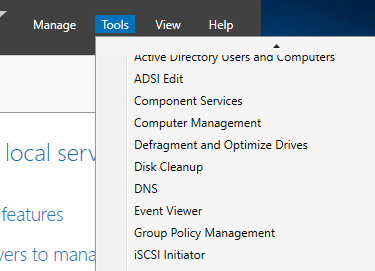 Manage Tools View Help
Active Directory Users and Computers
ADSI Edit
Component Services
Computer Management
Defragment and Optimize Drives
Disk Cleanup
DNS
Event Viewer
Group Policy Management
iSCSI Initiator
local serv
features
vers to mana